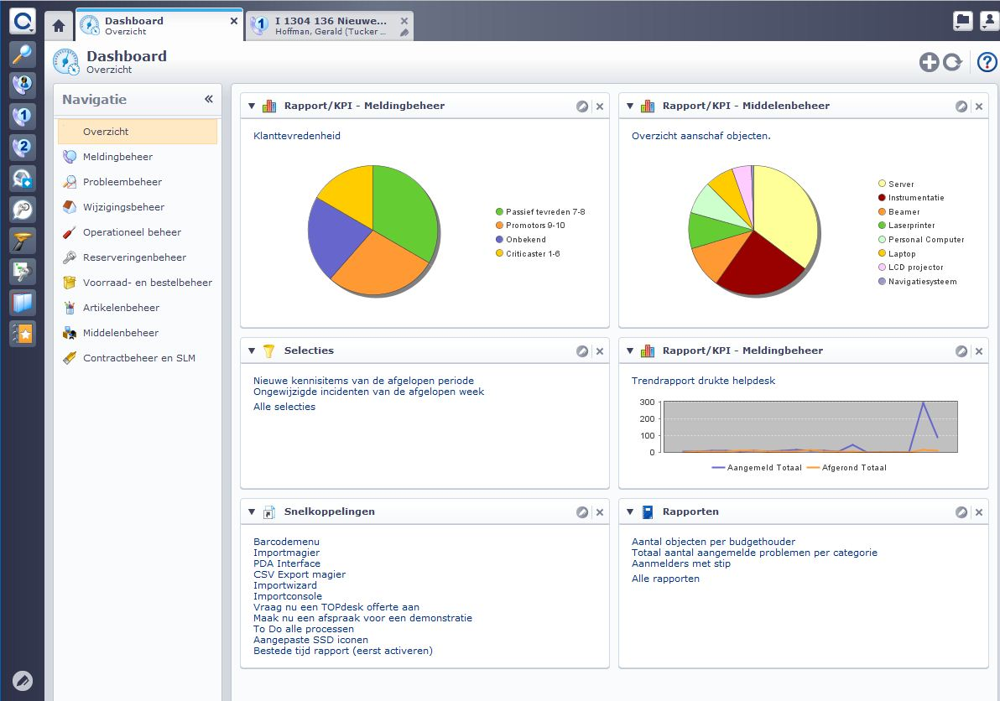 Dashboard
Overzicht
I 1304 136 Nieuwe...
Hoffman, Gerald (Tucker ...
Dashboard
Overzicht
Navigatie
Overzicht
Meldingbeheer
Probleembeheer
Wijzigingsbeheer
Operationeel beheer
Reserveringenbeheer
Voorraad- en bestelbeheer
Artikelenbeheer
Middelenbeheer
Contractbeheer en SLM
1
2
1
Rapport/KPI - Meldingbeheer
Klanttevredenheid
Passief tevreden 7-8
Promotors 9-10
Onbekend
Criticaster 1-6
Rapport/KPI - Middelenbeheer
Overzicht aanschaf objecten.
Server
Instrumentatie
Beamer
Laserprinter
Personal Computer
Laptop
LCD projector
Navigatiesysteem
Selecties
Nieuwe kennisitems van de afgelopen periode
Ongewijzigde incidenten van de afgelopen week
Alle selecties
Rapport/KPI - Meldingbeheer
Trendrapport drukte helpdesk
300
200
100
0
Aangemeld Totaal Afgerond Totaal
Snelkoppelingen
Barcodemenu
Importmagier
PDA Interface
CSV Export magier
Importwizard
Importconsole
Vraag nu een TOPdesk offerte aan
Maak nu een afspraak voor een demonstratie
To Do alle processen
Aangepaste SSD iconen
Bestede tijd rapport (eerst activeren)
Rapporten
Aantal objecten per budgethouder
Totaal aantal aangemelde problemen per categorie
Aanmelders met stip
Alle rapporten